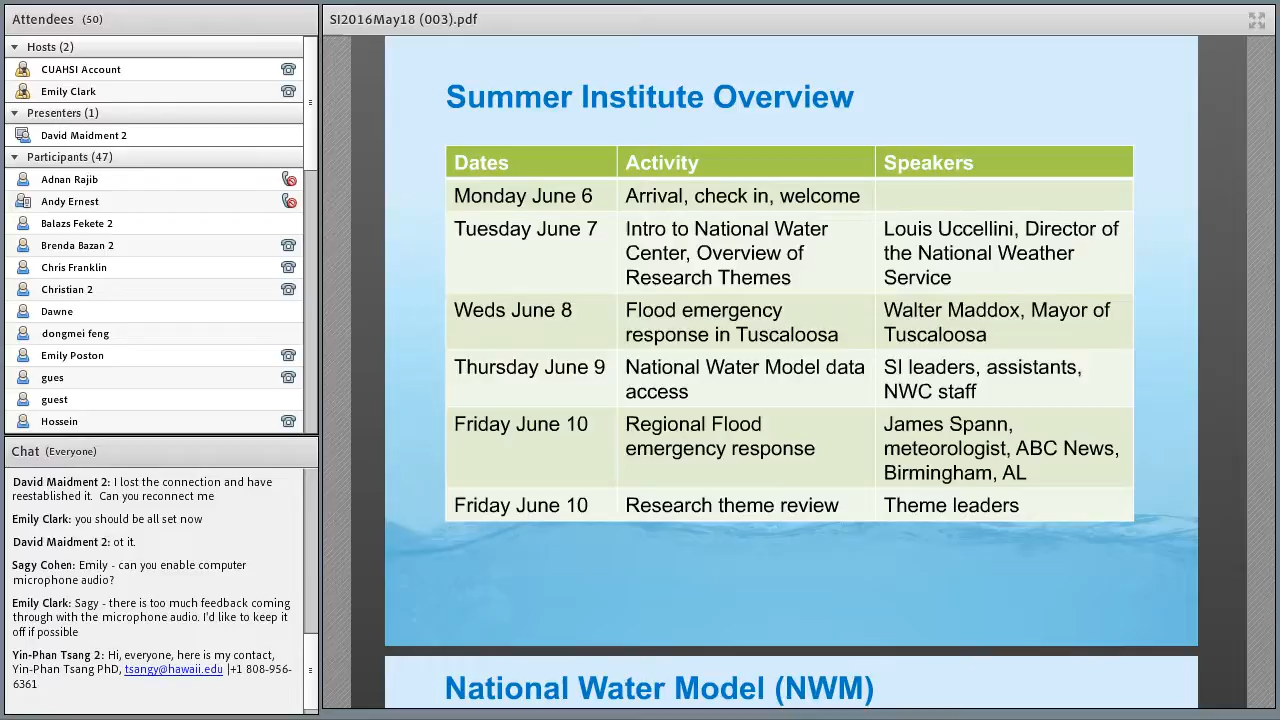 Attendees (50)
Hosts (2)
CUAHSI Account
Emily Clark
Presenters (1)
David Maidment 2
Participants (47)
Adnan Rajib
Andy Ernest
Balazs Fekete 2
Brenda Bazan 2
Chris Franklin
Christian 2
Dawne
dongmei feng
Emily Poston
gues
guest
Hossein
Chat (Everyone)
David Maidment 2: I lost the connection and have
reestablished it. Can you reconnect me
Emily Clark: you should be all set now
David Maidment 2: ot it.
Sagy Cohen: Emily - can you enable computer
microphone audio?
Emily Clark: Sagy - there is too much feedback coming
through with the microphone audio. I'd like to keep it
off if possible
Yin-Phan Tsang 2: Hi, everyone, here is my contact,
Yin-Phan Tsang PhD, tsangy@hawaii.edu |+1 808-956-
6361
SI2016May18 (003).pdf
Summer Institute Overview
Dates Activity Speakers
Monday June 6 Arrival, check in, welcome
Tuesday June 7 Intro to National Water Louis Uccellini, Director of
Center, Overview of the National Weather
Research Themes Service
Weds June 8 Flood emergency Walter Maddox, Mayor of
response in Tuscaloosa Tuscaloosa
Thursday June 9 National Water Model data SI leaders, assistants,
access NWC staff
Friday June 10 Regional Flood James Spann,
emergency response meteorologist, ABC News,
Birmingham, AL
Friday June 10 Research theme review Theme leaders
National Water Model (NWM)